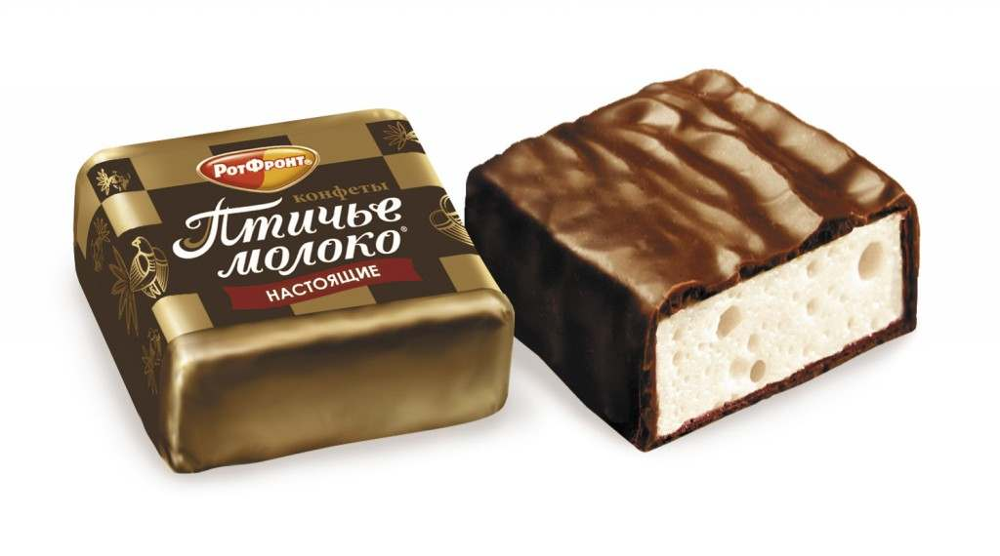 РотФронт®
конфеты
Птичье
молоко®
НАСТОЯЩИЕ